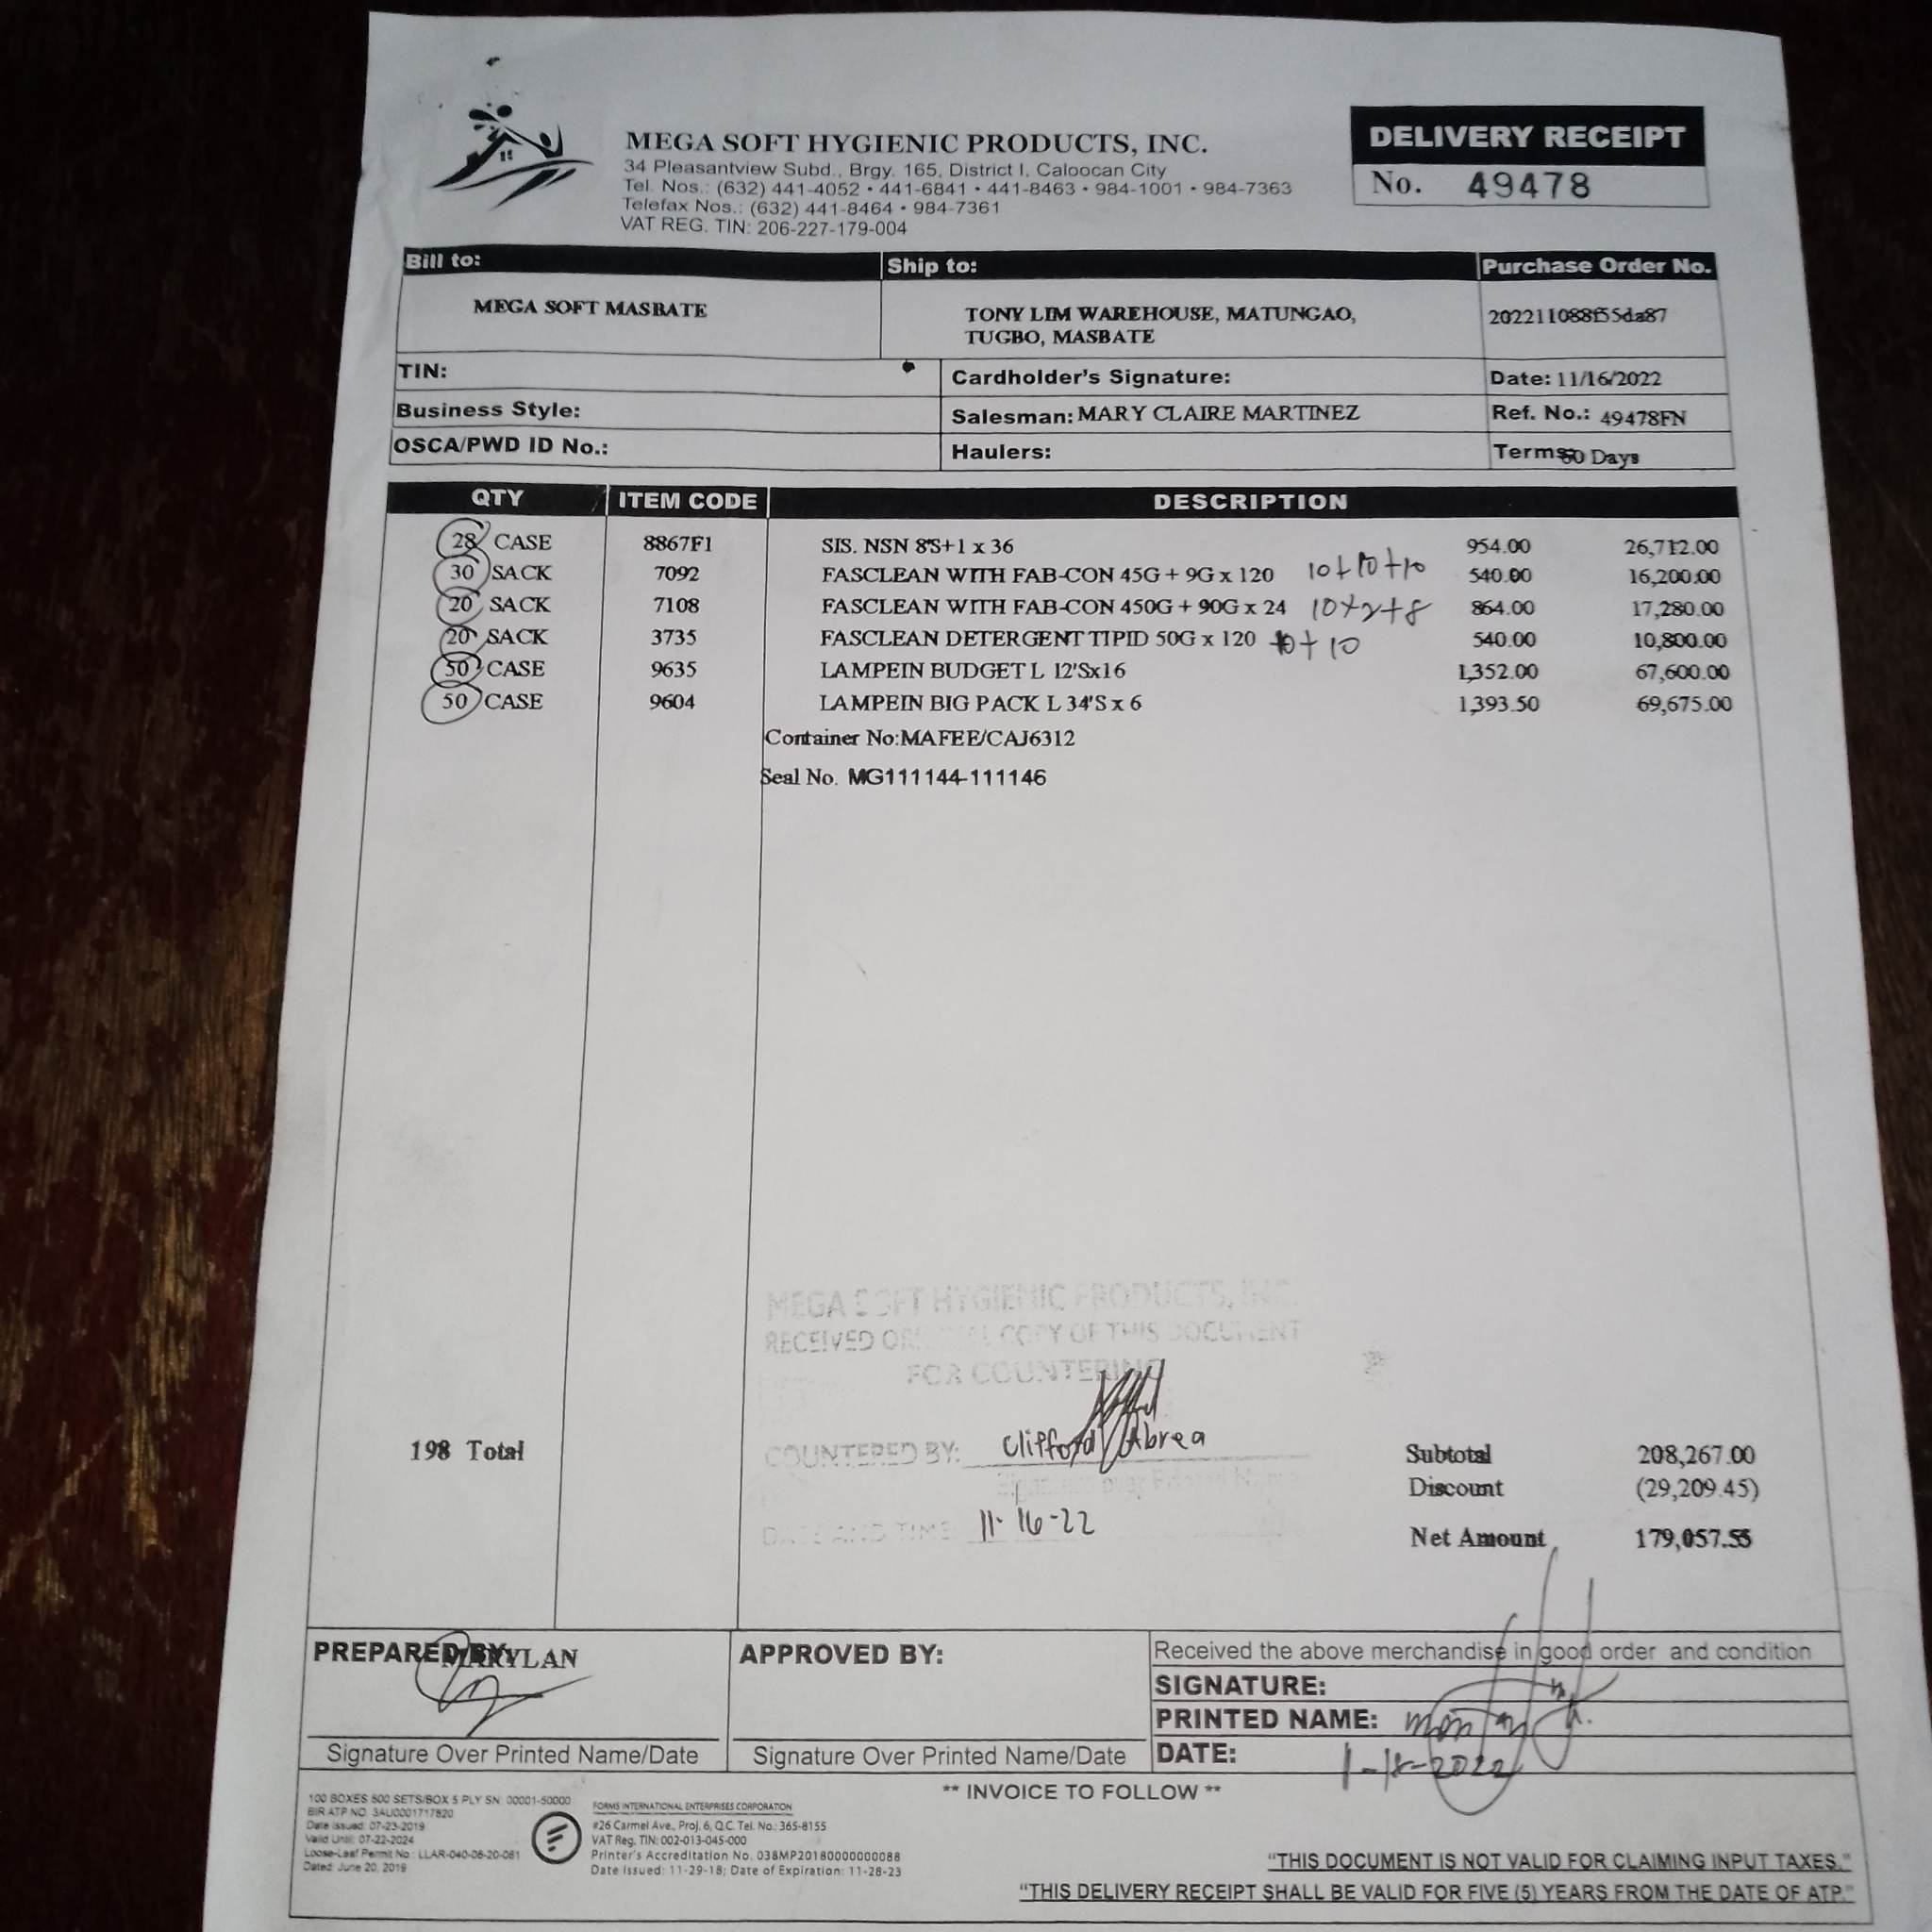 MEGA SOFT HYGIENIC PRODUCTS, INC.
34 Pleasantview Subd., Brgy. 165, District I, Caloocan City
Tel. Nos.: (632) 441-4052 • 441-6841 • 441-8463 • 984-1001 • 984-7363
Telefax Nos.: (632) 441-8464 • 984-7361
VAT REG. TIN: 206-227-179-004
DELIVERY RECEIPT
No. 49478
Bill to: Ship to: Purchase Order No.
MEGA SOFT MASBATE TONY LIM WAREHOUSE, MATUNGAO, 202211088f55da87
TUGBO, MASBATE
TIN: Cardholder's Signature: Date: 11/16/2022
Business Style: Salesman: MARY CLAIRE MARTINEZ Ref. No.: 49478FN
OSCA/PWD ID No.: Haulers: Terms: Days
QTY ITEM CODE DESCRIPTION
28 CASE 8867F1 SIS. NSN 8'S+1 x 36 954.00 26,712.00
30 SACK 7092 FASCLEAN WITH FAB-CON 45G + 9G x 120 10+10+10 540.00 16,200.00
20 SACK 7108 FASCLEAN WITH FAB-CON 450G + 90G x 24 10+2+8 864.00 17,280.00
20 SACK 3735 FASCLEAN DETERGENT TIPID 50G x 120 10+10 540.00 10,800.00
50 CASE 9635 LAMPEIN BUDGET L 12'Sx16 1,352.00 67,600.00
50 CASE 9604 LAMPEIN BIG PACK L 34'S x 6 1,393.50 69,675.00
Container No:MAFEE/CAJ6312
Seal No. MG111144-111146
MEGA SOFT HYGIENIC PRODUCTS, INC.
RECEIVED ORIGINAL COPY OF THIS DOCUMENT
FOR COUNTERING
198 Total COUNTERED BY: Clifford Abrea Subtotal 208,267.00
Signature over Printed Name Discount (29,209.45)
DATE AND TIME: 11-16-22 Net Amount 179,057.55
PREPARED BY: MARYLAN APPROVED BY: Received the above merchandise in good order and condition
SIGNATURE:
PRINTED NAME:
Signature Over Printed Name/Date Signature Over Printed Name/Date DATE: 1-18-2022
** INVOICE TO FOLLOW **
100 BOXES 500 SETS/BOX 5 PLY SN: 00001-50000
BIR ATP NO. 3AU0001717820
Date Issued: 07-23-2019
Valid Until: 07-22-2024
Loose-Leaf Permit No.: LLAR-040-06-20-061
Dated: June 20, 2019
FORMS INTERNATIONAL ENTERPRISES CORPORATION
#26 Carmel Ave., Proj. 6, Q.C. Tel. No.: 365-8155
VAT Reg. TIN: 002-013-045-000
Printer's Accreditation No. 038MP20180000000088
Date Issued: 11-29-18; Date of Expiration: 11-28-23
"THIS DOCUMENT IS NOT VALID FOR CLAIMING INPUT TAXES."
"THIS DELIVERY RECEIPT SHALL BE VALID FOR FIVE (5) YEARS FROM THE DATE OF ATP."